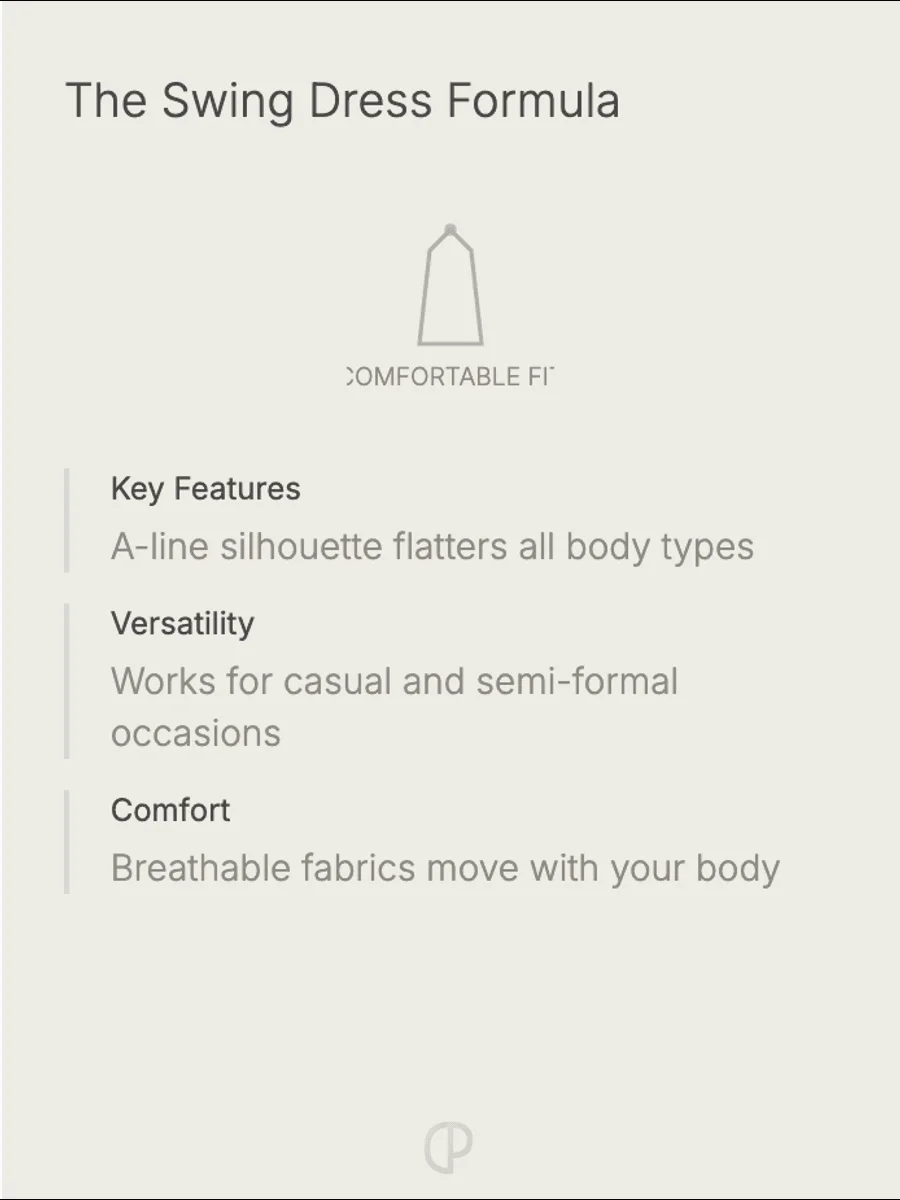 The Swing Dress Formula
COMFORTABLE FIT
Key Features
A-line silhouette flatters all body types
Versatility
Works for casual and semi-formal
occasions
Comfort
Breathable fabrics move with your body